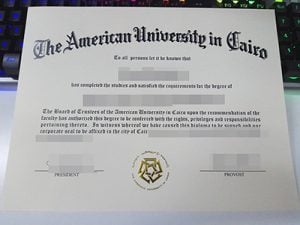 The American University in Cairo
To all persons let it be known that
has completed the studies and satisfied the requirements for the degree of
The Board of Trustees of the American University in Cairo upon the recommendation of the
faculty has authorized this degree to be conferred with the rights, privileges and responsibilities
pertaining thereto. In witness whereof we have caused this diploma to be signed and our
corporate seal to be affixed in the city of Cair
PRESIDENT
PROVOST